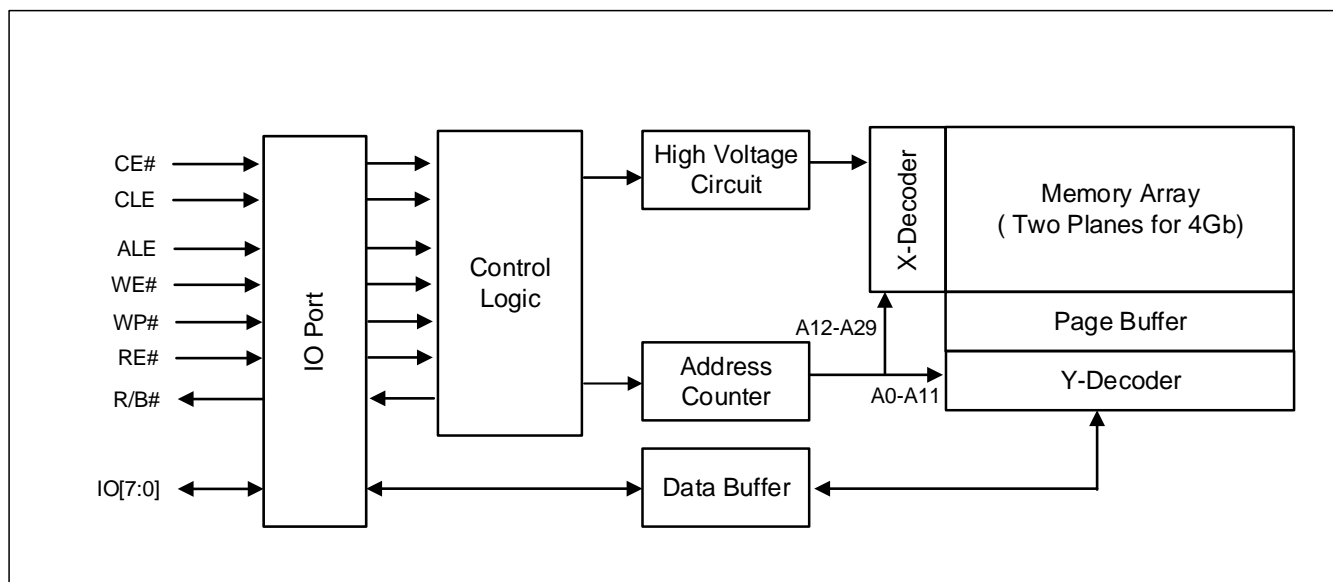 CE#
CLE
ALE
WE#
WP#
RE#
R/B#
IO[7:0]
IO Port
Control
Logic
High Voltage
Circuit
Address
Counter
Data Buffer
X-Decoder
A12-A29
A0-A11
Memory Array
( Two Planes for 4Gb)
Page Buffer
Y-Decoder